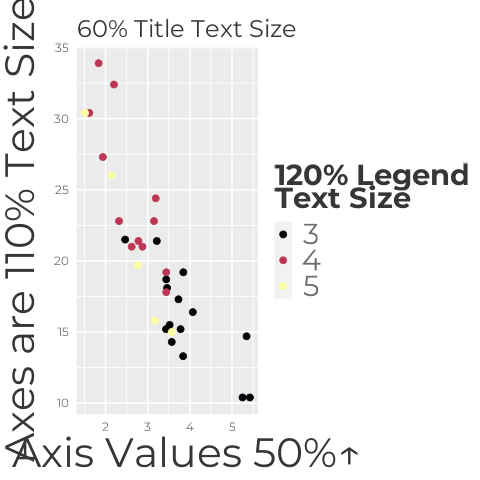 60% Title Text Size
Axes are 110% Text Size
35
30
25
20
15
10
2 3 4 5
Axis Values 50%↑
120% Legend
Text Size
3
4
5